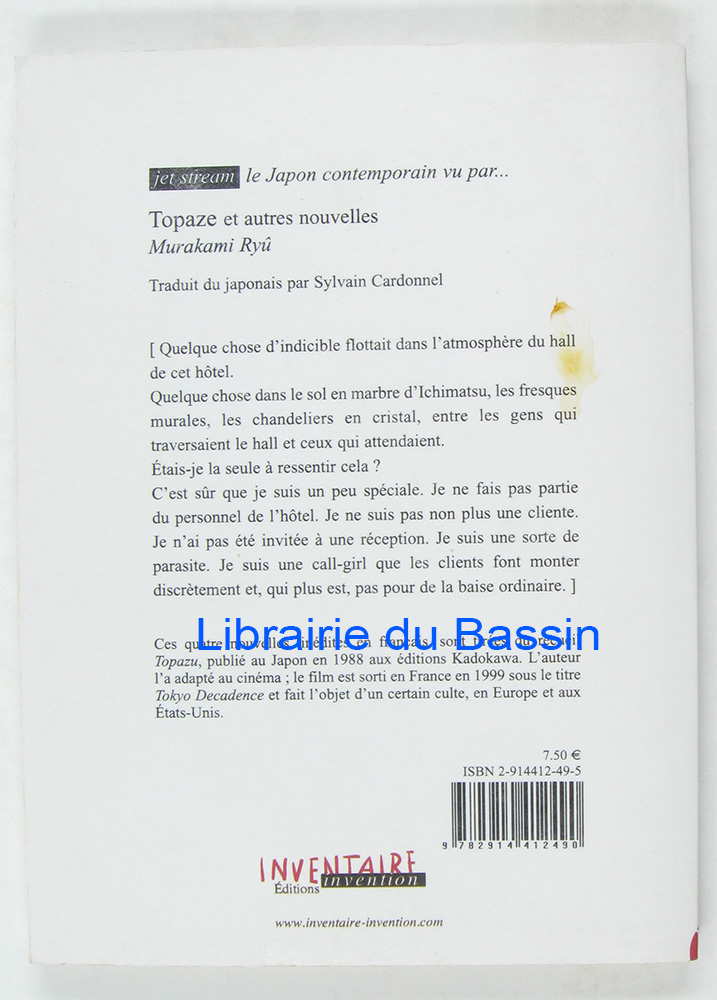 jet stream le Japon contemporain vu par...
Topaze et autres nouvelles
Murakami Ryû
Traduit du japonais par Sylvain Cardonnel
[ Quelque chose d’indicible flottait dans l’atmosphère du hall
de cet hôtel.
Quelque chose dans le sol en marbre d’Ichimatsu, les fresques
murales, les chandeliers en cristal, entre les gens qui
traversaient le hall et ceux qui attendaient.
Étais-je la seule à ressentir cela ?
C’est sûr que je suis un peu spéciale. Je ne fais pas partie
du personnel de l’hôtel. Je ne suis pas non plus une cliente.
Je n’ai pas été invitée à une réception. Je suis une sorte de
parasite. Je suis une call-girl que les clients font monter
discrètement et, qui plus est, pas pour de la baise ordinaire. ]
Librairie du Bassin
Ces quatre nouvelles inédites en français, sont tirées du recueil
Topazu, publié au Japon en 1988 aux éditions Kadokawa. L’auteur
l’a adapté au cinéma ; le film est sorti en France en 1999 sous le titre
Tokyo Decadence et fait l’objet d’un certain culte, en Europe et aux
États-Unis.
7.50 €
ISBN 2-914412-49-5
9 782914 412490
INVENTAIRE
Éditions invention
www.inventaire-invention.com